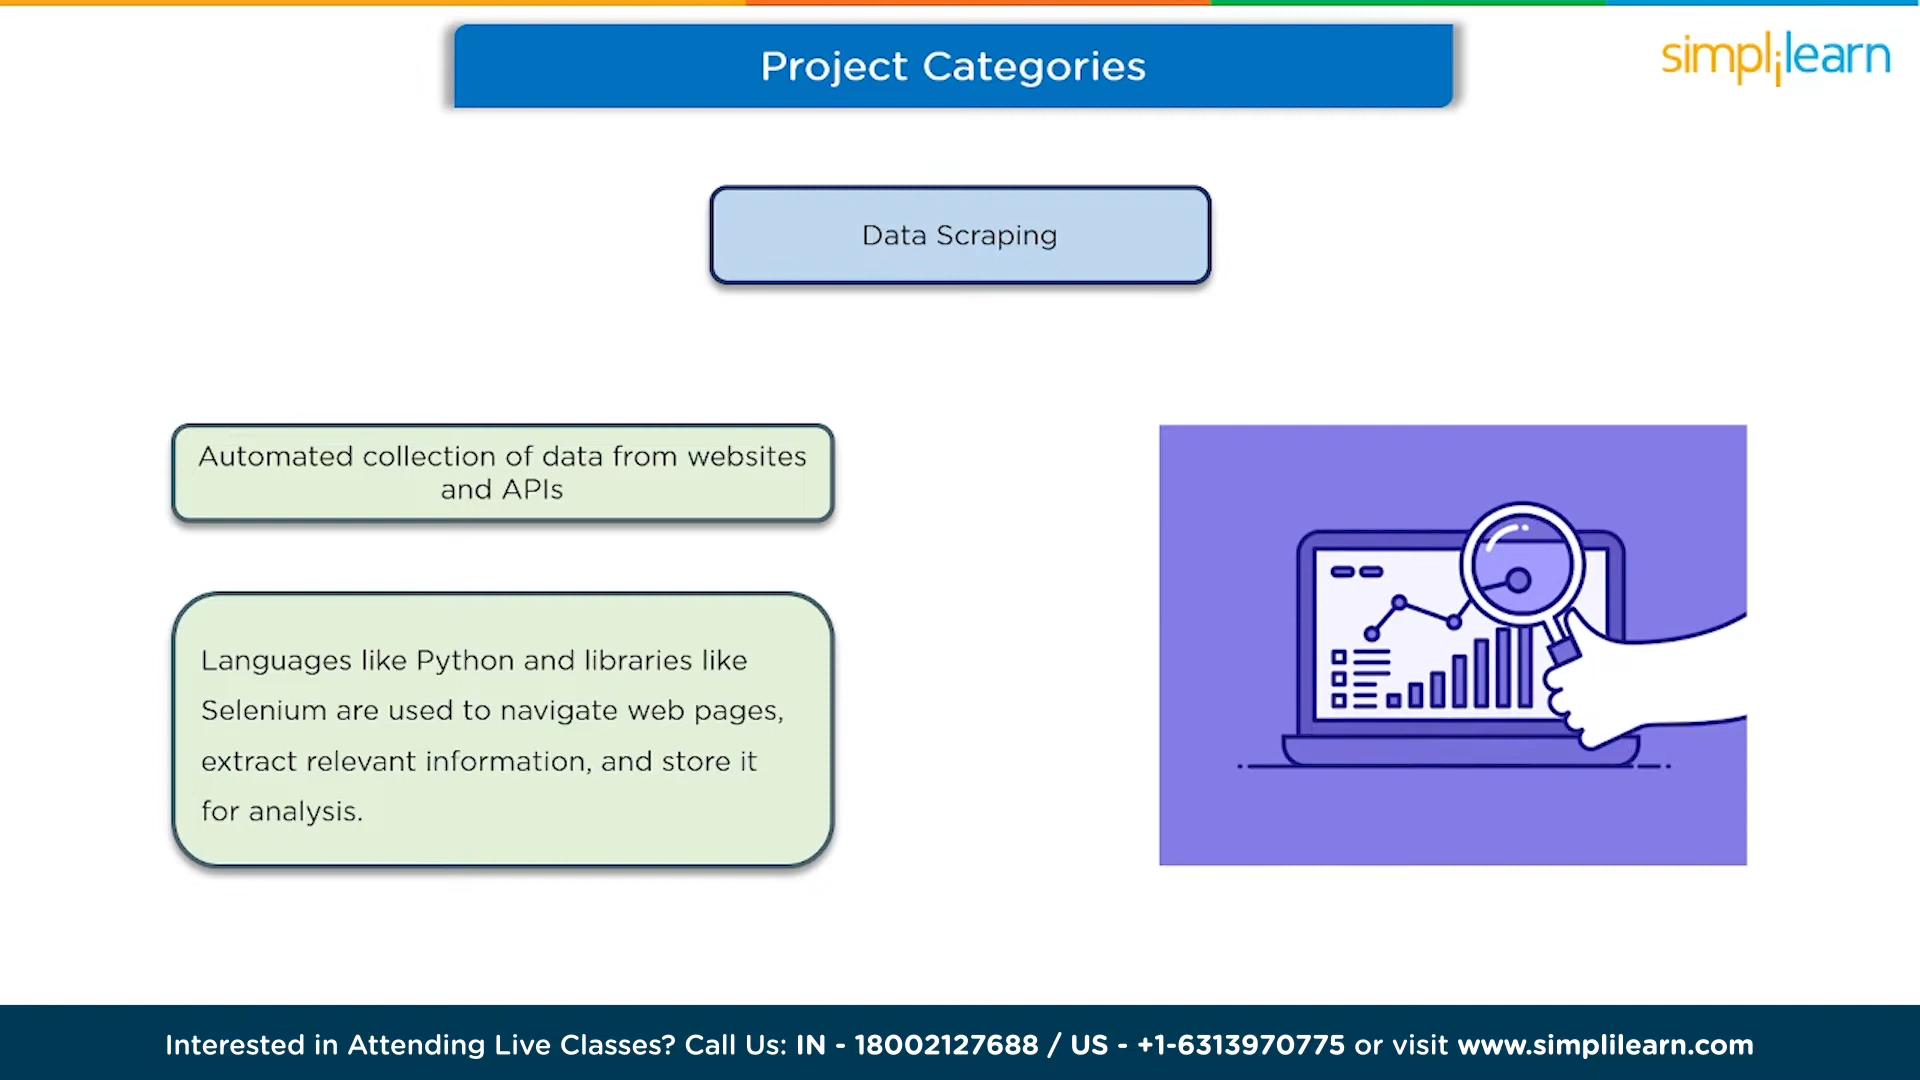 Project Categories
simplilearn
Data Scraping
Automated collection of data from websites
and APIs
Languages like Python and libraries like
Selenium are used to navigate web pages,
extract relevant information, and store it
for analysis.
Interested in Attending Live Classes? Call Us: IN - 18002127688 / US - +1-6313970775 or visit www.simplilearn.com